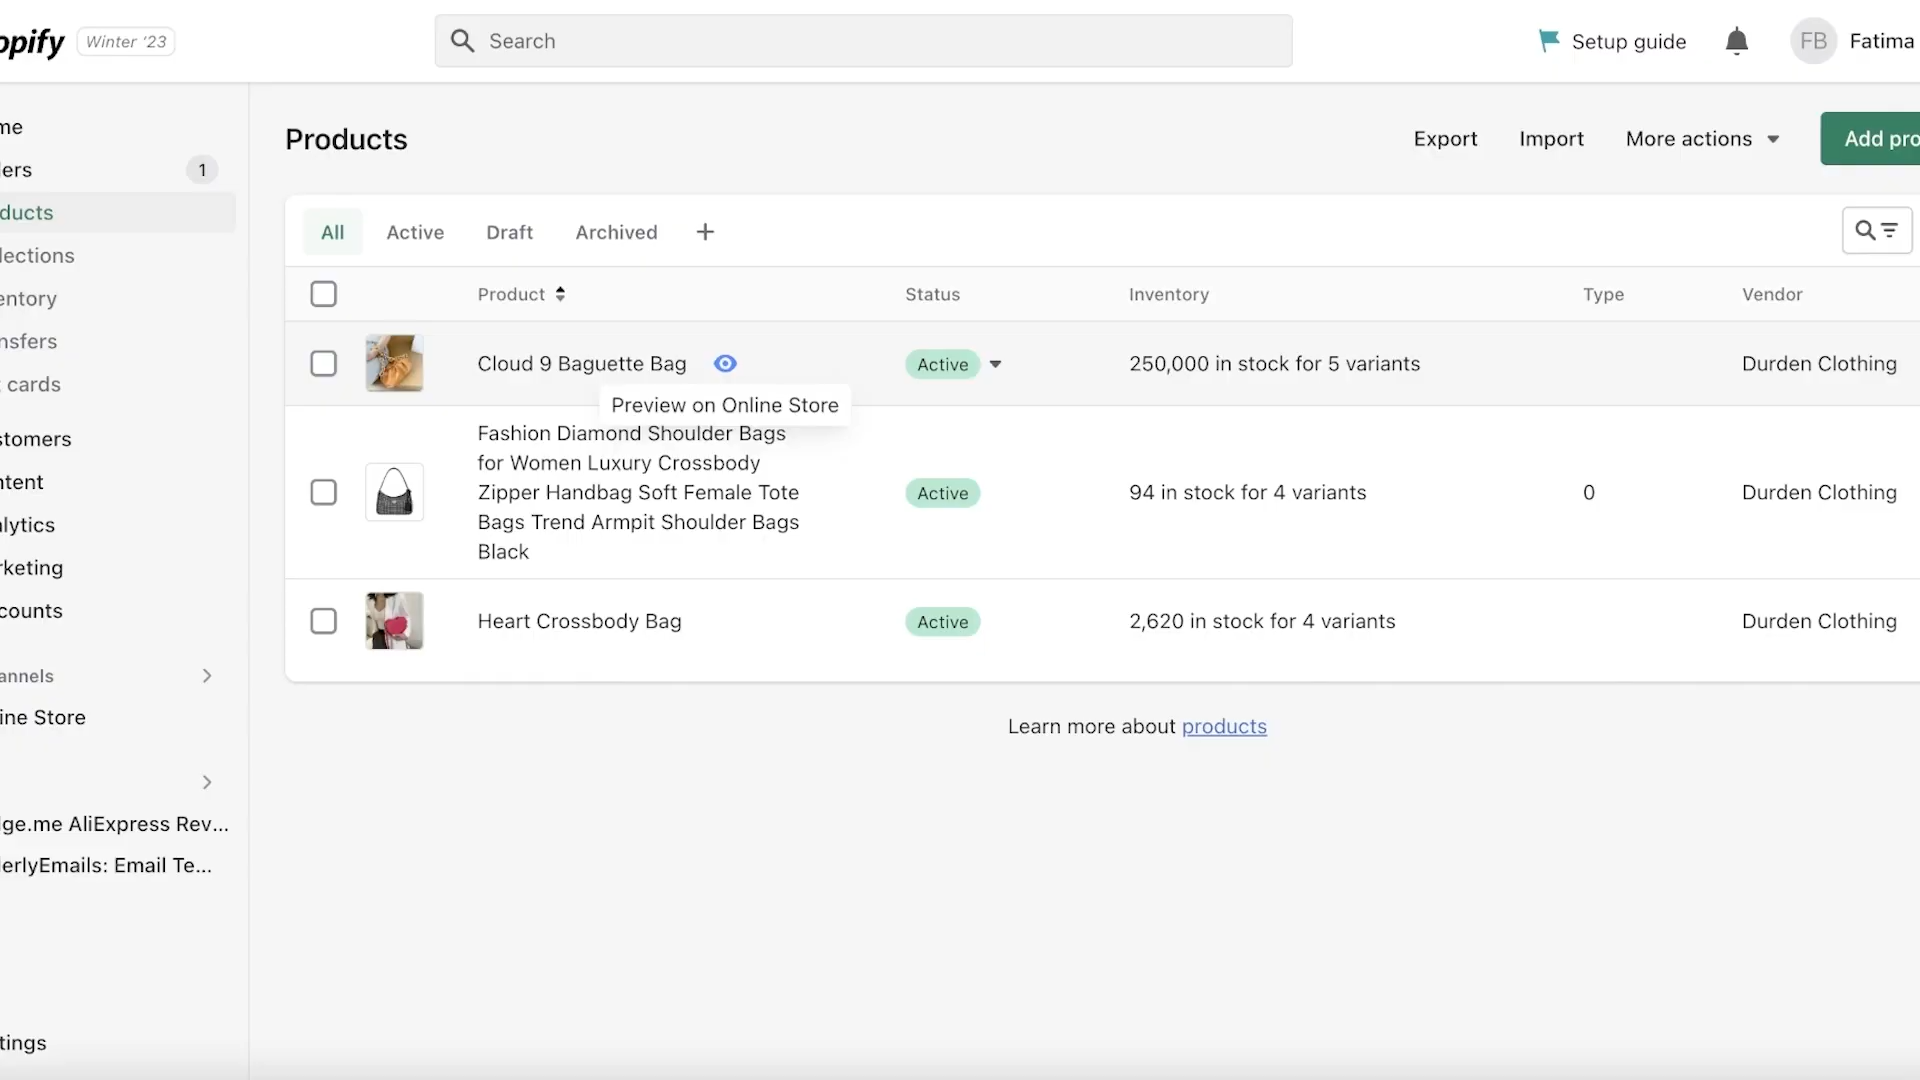 opify Winter '23
Search
Setup guide
FB Fatima
me
ders 1
ducts
lections
entory
nsfers
cards
stomers
ntent
lytics
rketing
counts
annels
ine Store
lge.me AliExpress Rev...
lerlyEmails: Email Te...
tings
Products
Export Import More actions Add pro
All Active Draft Archived +
Product Status Inventory Type Vendor
Cloud 9 Baguette Bag Active 250,000 in stock for 5 variants Durden Clothing
Preview on Online Store
Fashion Diamond Shoulder Bags
for Women Luxury Crossbody
Zipper Handbag Soft Female Tote Active 94 in stock for 4 variants 0 Durden Clothing
Bags Trend Armpit Shoulder Bags
Black
Heart Crossbody Bag Active 2,620 in stock for 4 variants Durden Clothing
Learn more about products